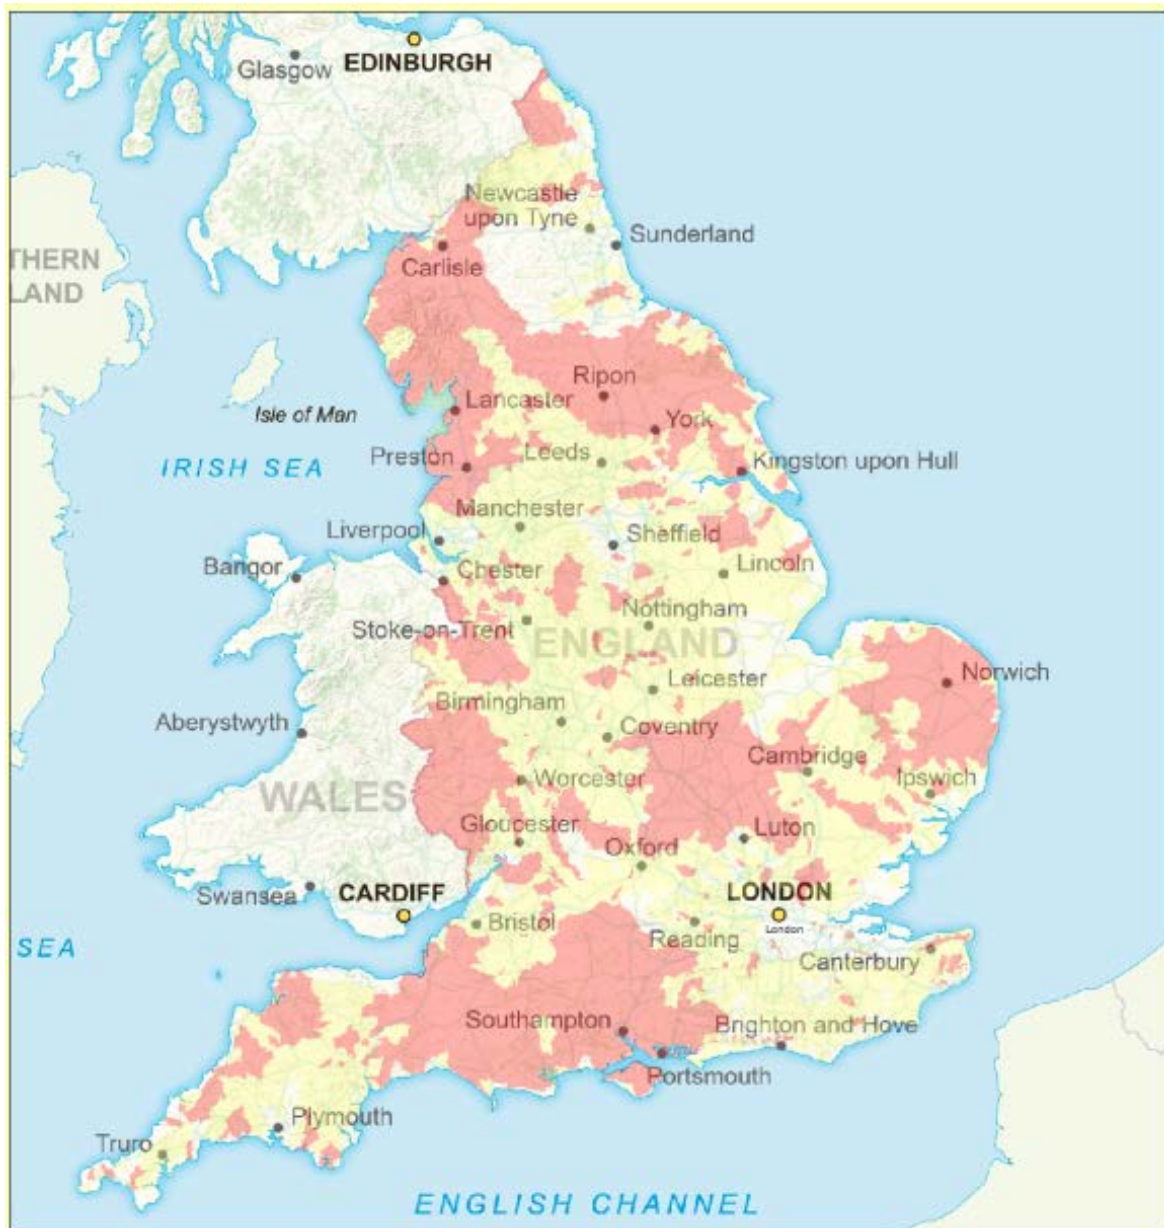 EDINBURGH
Glasgow
Newcastle
upon Tyne
Sunderland
Carlisle
THERN
LAND
Ripon
Lancaster
Isle of Man
York
IRISH SEA
Preston
Leeds
Kingston upon Hull
Manchester
Liverpool
Sheffield
Bangor
Chester
Lincoln
Nottingham
Stoke-on-Trent
ENGLAND
Norwich
Leicester
Birmingham
Aberystwyth
Coventry
Cambridge
Ipswich
Worcester
WALES
Gloucester
Luton
Oxford
Swansea
CARDIFF
LONDON
London
Bristol
Reading
SEA
Canterbury
Southampton
Brighton and Hove
Portsmouth
Plymouth
Truro
ENGLISH CHANNEL